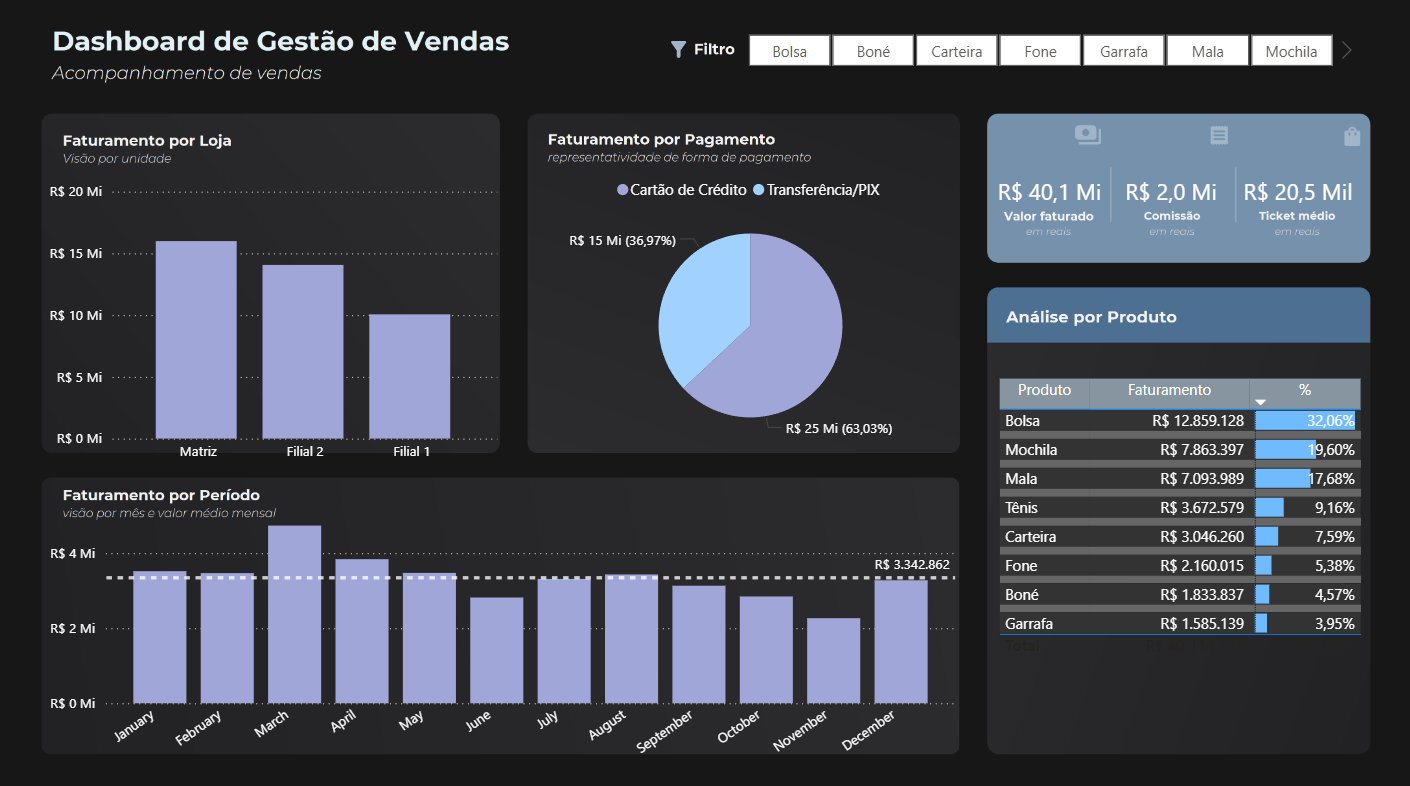 Dashboard de Gestão de Vendas
Acompanhamento de vendas
Filtro
Bolsa
Boné
Carteira
Fone
Garrafa
Mala
Mochila
Faturamento por Loja
Visão por unidade
R$ 20 Mi
R$ 15 Mi
R$ 10 Mi
R$ 5 Mi
R$ 0 Mi
Matriz
Filial 2
Filial 1
Faturamento por Pagamento
representatividade de forma de pagamento
Cartão de Crédito
Transferência/PIX
R$ 15 Mi (36,97%)
R$ 25 Mi (63,03%)
R$ 40,1 Mi
Valor faturado
em reais
R$ 2,0 Mi
Comissão
em reais
R$ 20,5 Mil
Ticket médio
em reais
Faturamento por Período
visão por mês e valor médio mensal
R$ 4 Mi
R$ 2 Mi
R$ 0 Mi
R$ 3.342.862
January
February
March
April
May
June
July
August
September
October
November
December
Análise por Produto
Produto Faturamento %
Bolsa R$ 12.859.128 32,06%
Mochila R$ 7.863.397 19,60%
Mala R$ 7.093.989 17,68%
Tênis R$ 3.672.579 9,16%
Carteira R$ 3.046.260 7,59%
Fone R$ 2.160.015 5,38%
Boné R$ 1.833.837 4,57%
Garrafa R$ 1.585.139 3,95%
Total